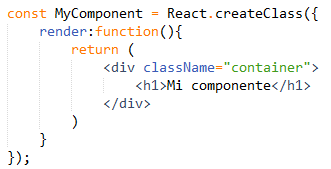 const MyComponent = React.createClass({
    render:function(){
        return (
            <div className="container">
                <h1>Mi componente</h1>
            </div>
        )
    }
});